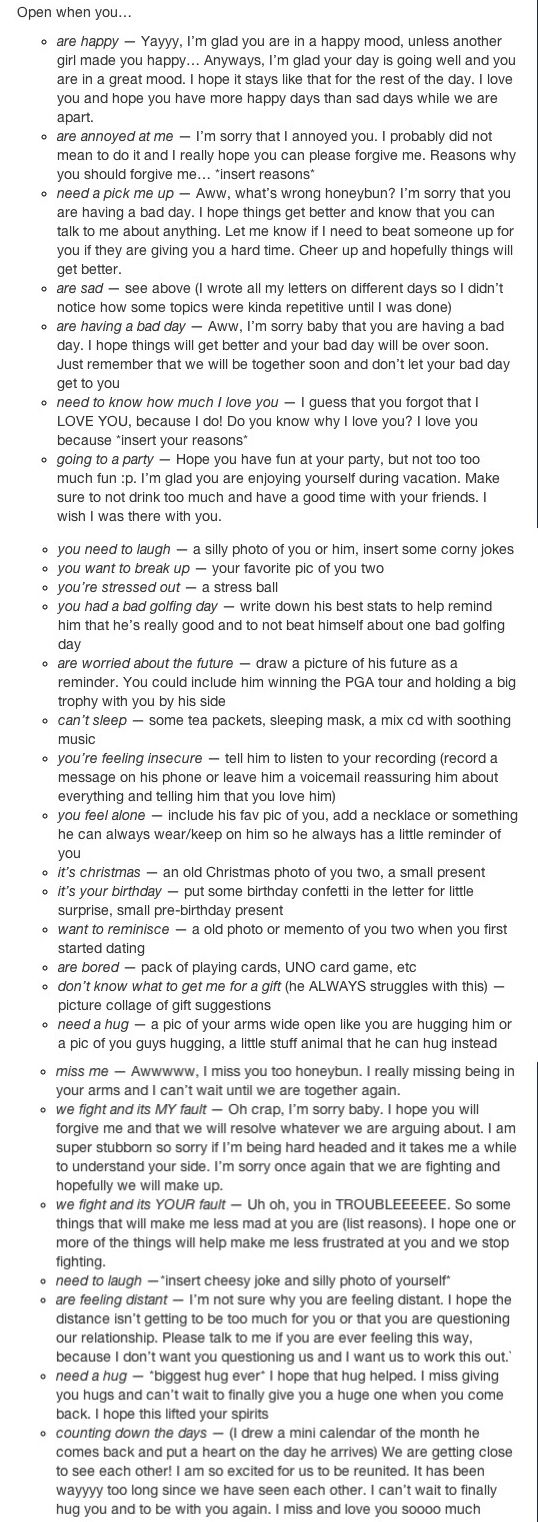 Open when you...
◦ are happy — Yayyy, I'm glad you are in a happy mood, unless another
girl made you happy... Anyways, I'm glad your day is going well and you
are in a great mood. I hope it stays like that for the rest of the day. I love
you and hope you have more happy days than sad days while we are
apart.
◦ are annoyed at me — I'm sorry that I annoyed you. I probably did not
mean to do it and I really hope you can please forgive me. Reasons why
you should forgive me... *insert reasons*
◦ need a pick me up — Aww, what's wrong honeybun? I'm sorry that you
are having a bad day. I hope things get better and know that you can
talk to me about anything. Let me know if I need to beat someone up for
you if they are giving you a hard time. Cheer up and hopefully things will
get better.
◦ are sad — see above (I wrote all my letters on different days so I didn't
notice how some topics were kinda repetitive until I was done)
◦ are having a bad day — Aww, I'm sorry baby that you are having a bad
day. I hope things will get better and your bad day will be over soon.
Just remember that we will be together soon and don't let your bad day
get to you
◦ need to know how much I love you — I guess that you forgot that I
LOVE YOU, because I do! Do you know why I love you? I love you
because *insert your reasons*
◦ going to a party — Hope you have fun at your party, but not too too
much fun :p. I'm glad you are enjoying yourself during vacation. Make
sure to not drink too much and have a good time with your friends. I
wish I was there with you.
◦ you need to laugh — a silly photo of you or him, insert some corny jokes
◦ you want to break up — your favorite pic of you two
◦ you're stressed out — a stress ball
◦ you had a bad golfing day — write down his best stats to help remind
him that he's really good and to not beat himself about one bad golfing
day
◦ are worried about the future — draw a picture of his future as a
reminder. You could include him winning the PGA tour and holding a big
trophy with you by his side
◦ can't sleep — some tea packets, sleeping mask, a mix cd with soothing
music
◦ you're feeling insecure — tell him to listen to your recording (record a
message on his phone or leave him a voicemail reassuring him about
everything and telling him that you love him)
◦ you feel alone — include his fav pic of you, add a necklace or something
he can always wear/keep on him so he always has a little reminder of
you
◦ it's christmas — an old Christmas photo of you two, a small present
◦ it's your birthday — put some birthday confetti in the letter for little
surprise, small pre-birthday present
◦ want to reminisce — a old photo or memento of you two when you first
started dating
◦ are bored — pack of playing cards, UNO card game, etc
◦ don't know what to get me for a gift (he ALWAYS struggles with this) —
picture collage of gift suggestions
◦ need a hug — a pic of your arms wide open like you are hugging him or
a pic of you guys hugging, a little stuff animal that he can hug instead
◦ miss me — Awwwww, I miss you too honeybun. I really missing being in
your arms and I can't wait until we are together again.
◦ we fight and its MY fault — Oh crap, I'm sorry baby. I hope you will
forgive me and that we will resolve whatever we are arguing about. I am
super stubborn so sorry if I'm being hard headed and it takes me a while
to understand your side. I'm sorry once again that we are fighting and
hopefully we will make up.
◦ we fight and its YOUR fault — Uh oh, you in TROUBLEEEEEE. So some
things that will make me less mad at you are (list reasons). I hope one or
more of the things will help make me less frustrated at you and we stop
fighting.
◦ need to laugh —*insert cheesy joke and silly photo of yourself*
◦ are feeling distant — I'm not sure why you are feeling distant. I hope the
distance isn't getting to be too much for you or that you are questioning
our relationship. Please talk to me if you are ever feeling this way,
because I don't want you questioning us and I want us to work this out.`
◦ need a hug — *biggest hug ever* I hope that hug helped. I miss giving
you hugs and can't wait to finally give you a huge one when you come
back. I hope this lifted your spirits
◦ counting down the days — (I drew a mini calendar of the month he
comes back and put a heart on the day he arrives) We are getting close
to see each other! I am so excited for us to be reunited. It has been
wayyyy too long since we have seen each other. I can't wait to finally
hug you and to be with you again. I miss and love you soooo much